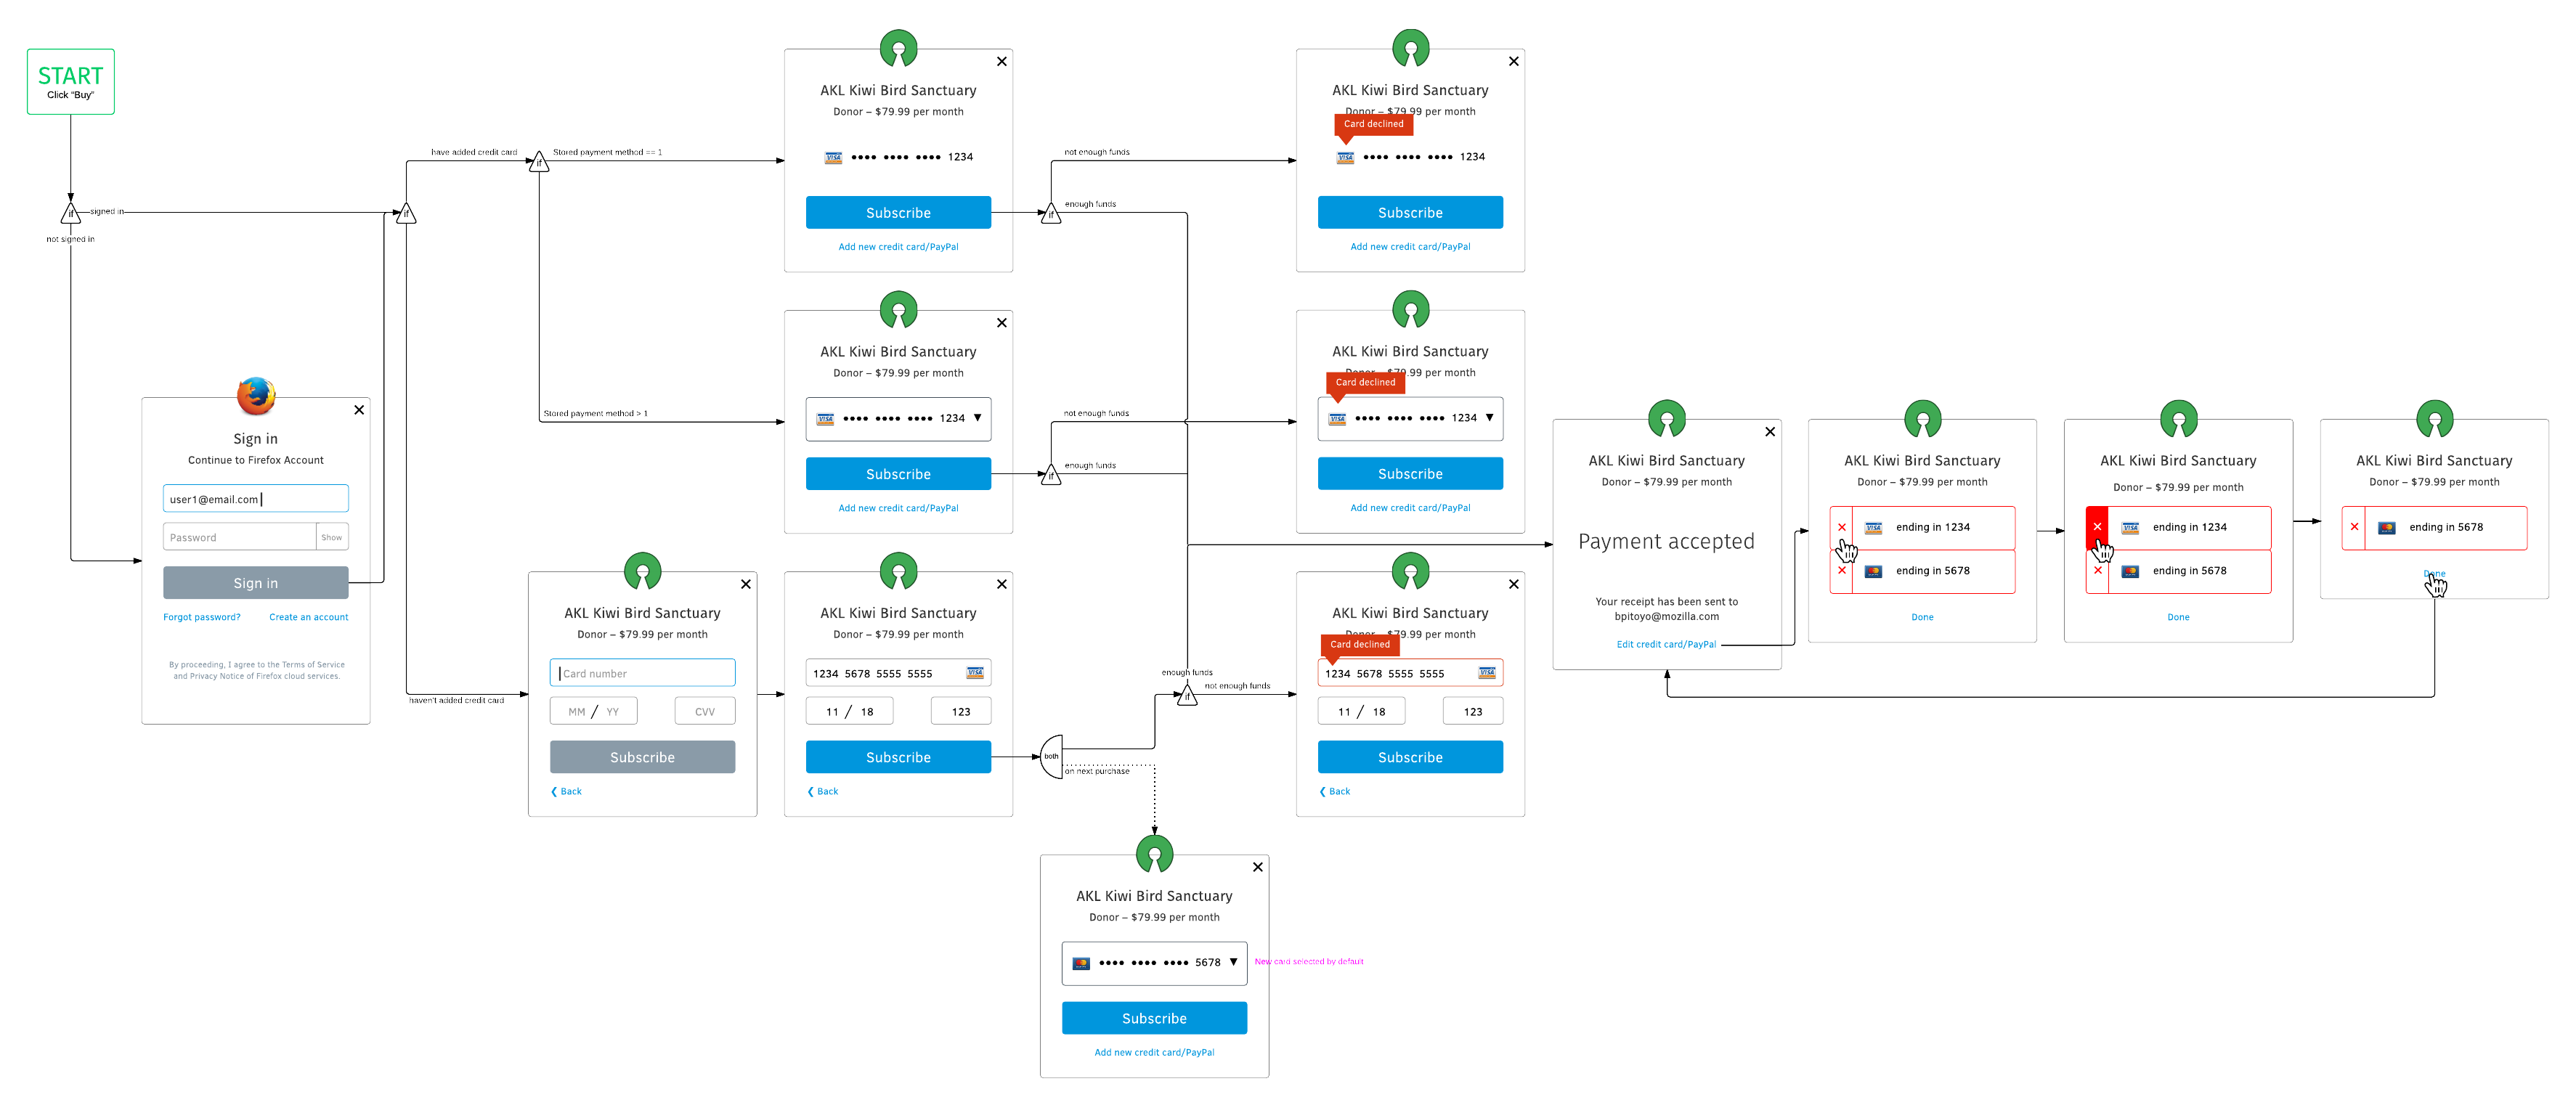 START
Click "Buy"
if
signed in
not signed in
Sign in
Continue to Firefox Account
user1@email.com
Password
Show
Sign in
Forgot password?
Create an account
By proceeding, I agree to the Terms of Service
and Privacy Notice of Firefox cloud services.
if
have added credit card
haven't added credit card
if
Stored payment method == 1
Stored payment method > 1
AKL Kiwi Bird Sanctuary
Donor – $79.99 per month
VISA
•••• •••• •••• 1234
Subscribe
Add new credit card/PayPal
if
not enough funds
enough funds
AKL Kiwi Bird Sanctuary
Donor – $79.99 per month
Card declined
VISA
•••• •••• •••• 1234
Subscribe
Add new credit card/PayPal
AKL Kiwi Bird Sanctuary
Donor – $79.99 per month
VISA
•••• •••• •••• 1234 ▼
Subscribe
Add new credit card/PayPal
if
not enough funds
enough funds
AKL Kiwi Bird Sanctuary
Donor – $79.99 per month
Card declined
VISA
•••• •••• •••• 1234 ▼
Subscribe
Add new credit card/PayPal
AKL Kiwi Bird Sanctuary
Donor – $79.99 per month
Card number
MM / YY
CVV
Subscribe
❮ Back
AKL Kiwi Bird Sanctuary
Donor – $79.99 per month
1234 5678 5555 5555
VISA
11 / 18
123
Subscribe
❮ Back
both
on next purchase
enough funds
if
not enough funds
AKL Kiwi Bird Sanctuary
Donor – $79.99 per month
Card declined
1234 5678 5555 5555
VISA
11 / 18
123
Subscribe
❮ Back
AKL Kiwi Bird Sanctuary
Donor – $79.99 per month
•••• •••• •••• 5678 ▼
New card selected by default
Subscribe
Add new credit card/PayPal
AKL Kiwi Bird Sanctuary
Donor – $79.99 per month
Payment accepted
Your receipt has been sent to
bpitoyo@mozilla.com
Edit credit card/PayPal
AKL Kiwi Bird Sanctuary
Donor – $79.99 per month
VISA
ending in 1234
ending in 5678
Done
AKL Kiwi Bird Sanctuary
Donor – $79.99 per month
VISA
ending in 1234
ending in 5678
Done
AKL Kiwi Bird Sanctuary
Donor – $79.99 per month
ending in 5678
Done